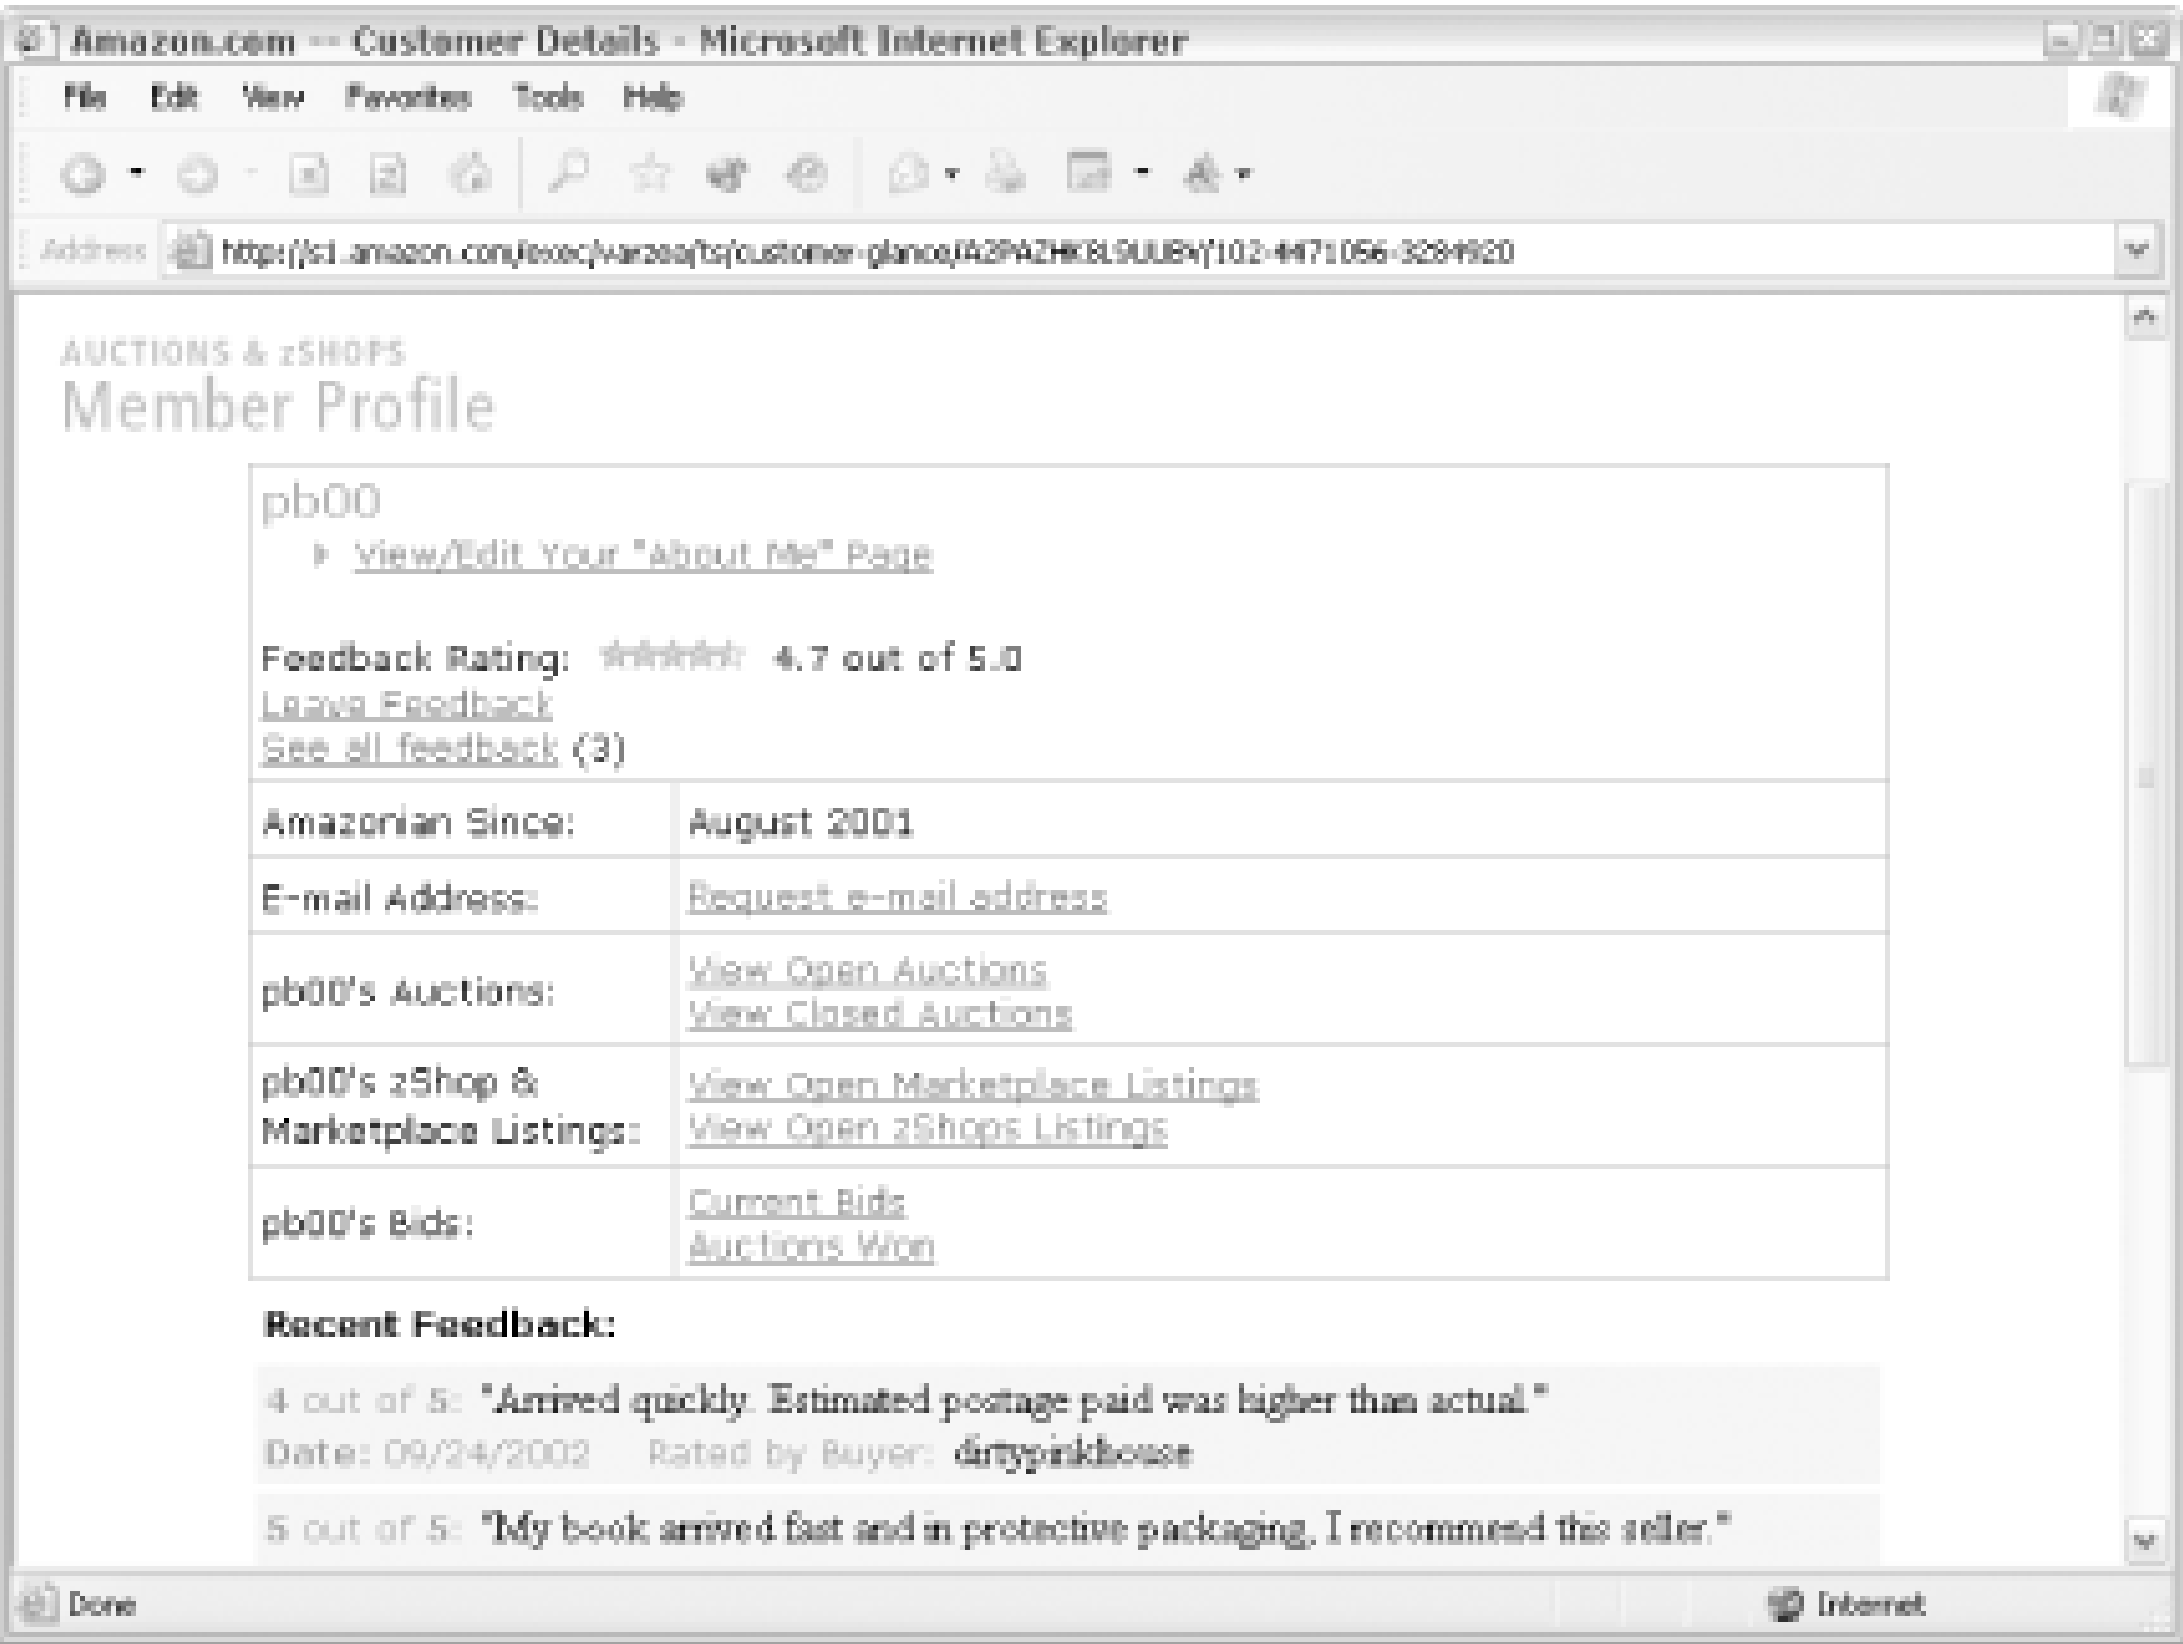 Amazon.com -- Customer Details - Microsoft Internet Explorer
File Edit View Favorites Tools Help
Address
AUCTIONS & zSHOPS
Member Profile
pb00
View/Edit Your "About Me" Page
Feedback Rating: 4.7 out of 5.0
Leave Feedback
See all feedback (3)
Amazonian Since: August 2001
E-mail Address: Request e-mail address
pb00's Auctions: View Open Auctions
View Closed Auctions
pb00's zShop &
Marketplace Listings:
View Open Marketplace Listings
View Open zShops Listings
pb00's Bids: Current Bids
Auctions Won
Recent Feedback:
4 out of 5: "Arrived quickly. Estimated postage paid was higher than actual."
Date: 09/24/2002 Rated by Buyer: dirtypinkhouse
5 out of 5: "My book arrived fast and in protective packaging, I recommend this seller."
Done Internet